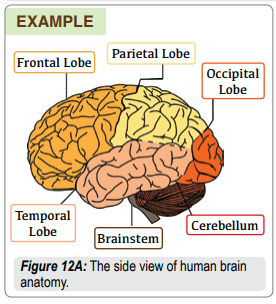 EXAMPLE
Parietal Lobe
Frontal Lobe
Occipital
Lobe
Temporal
Lobe
Brainstem
Cerebellum
Figure 12A: The side view of human brain
anatomy.